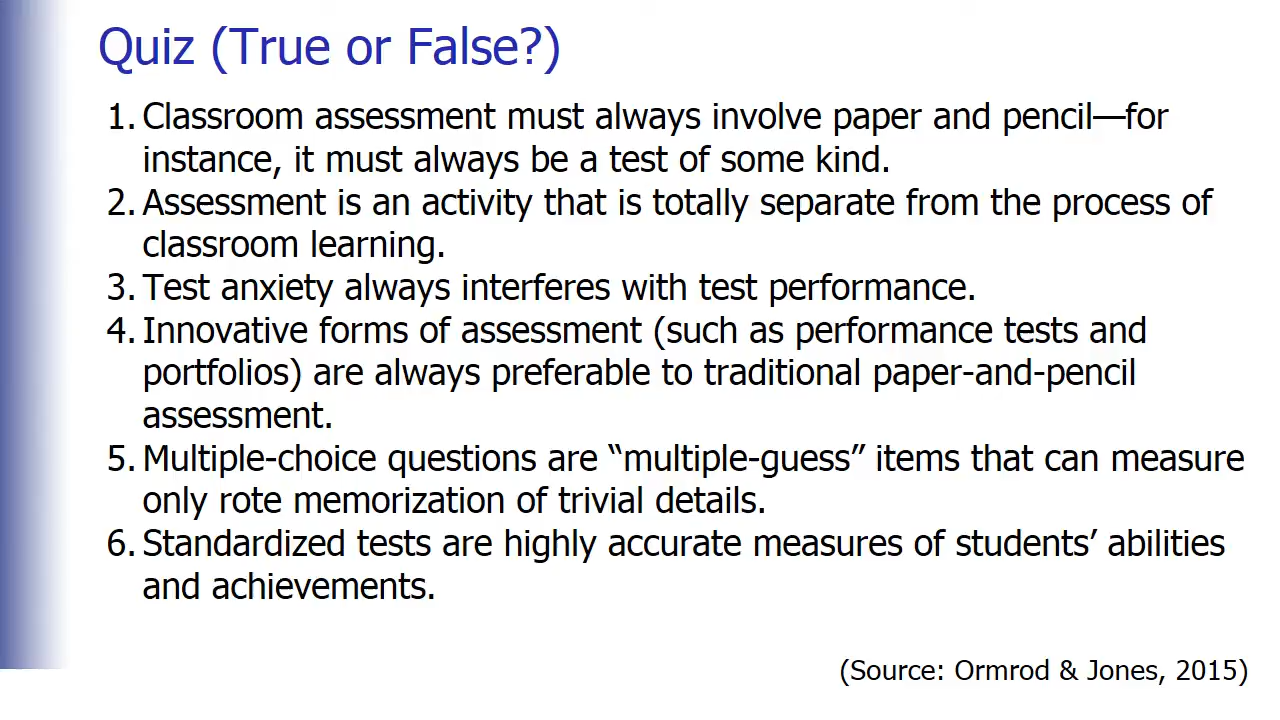 Quiz (True or False?)
1. Classroom assessment must always involve paper and pencil—for
instance, it must always be a test of some kind.
2. Assessment is an activity that is totally separate from the process of
classroom learning.
3. Test anxiety always interferes with test performance.
4. Innovative forms of assessment (such as performance tests and
portfolios) are always preferable to traditional paper-and-pencil
assessment.
5. Multiple-choice questions are “multiple-guess” items that can measure
only rote memorization of trivial details.
6. Standardized tests are highly accurate measures of students’ abilities
and achievements.
(Source: Ormrod & Jones, 2015)